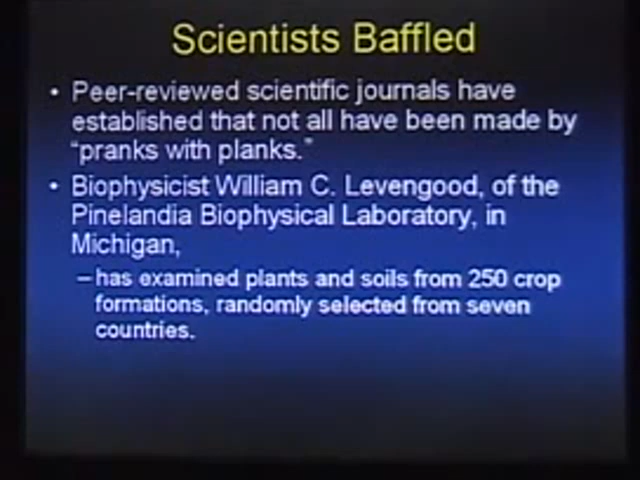 Scientists Baffled
• Peer-reviewed scientific journals have
established that not all have been made by
“pranks with planks.”
• Biophysicist William C. Levengood, of the
Pinelandia Biophysical Laboratory, in
Michigan,
– has examined plants and soils from 250 crop
formations, randomly selected from seven
countries.